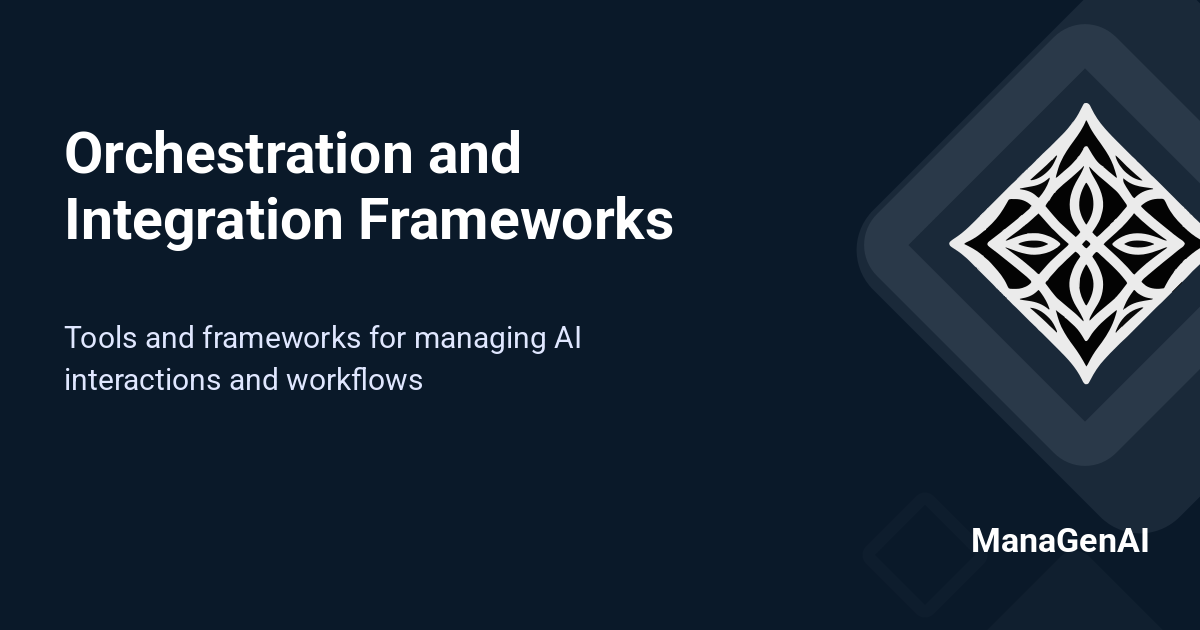 Orchestration and
Integration Frameworks
Tools and frameworks for managing AI
interactions and workflows
ManaGenAI